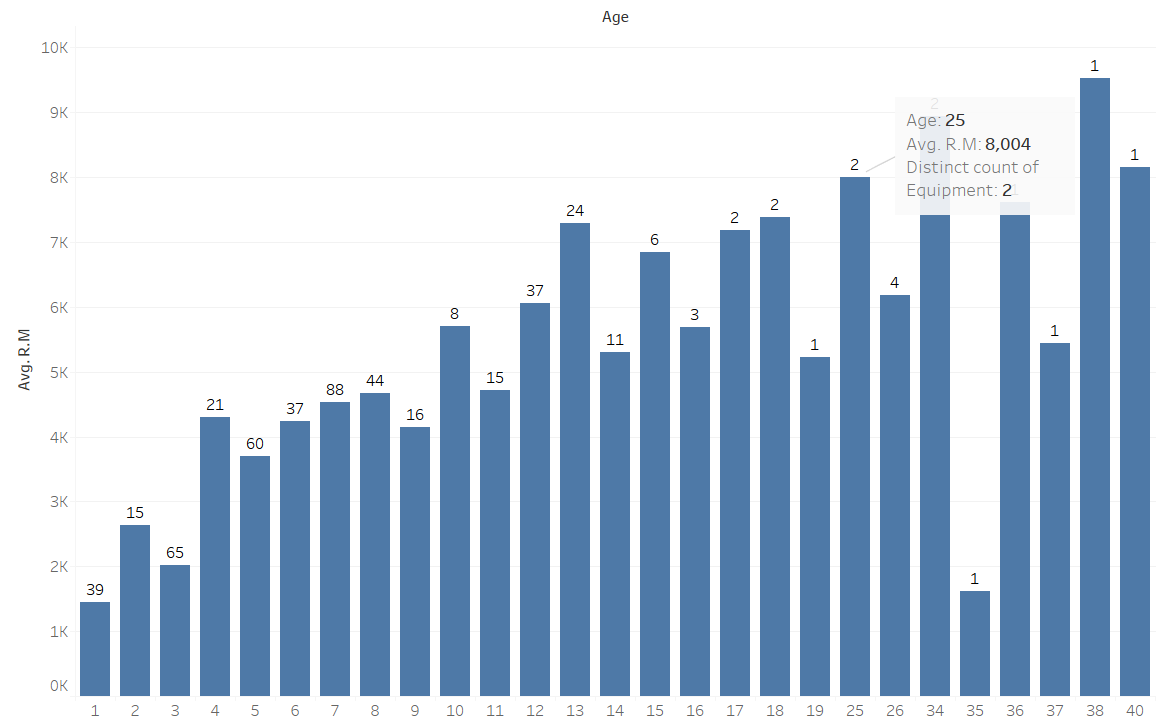 Age
10K
9K
8K
7K
6K
5K
4K
3K
2K
1K
0K
Avg. R.M
39
15
65
21
60
37
88
44
16
8
15
37
24
11
6
3
2
2
1
2
4
2
1
1
1
1
1
Age: 25
Avg. R.M: 8,004
Distinct count of
Equipment: 2
1 2 3 4 5 6 7 8 9 10 11 12 13 14 15 16 17 18 19 25 26 34 35 36 37 38 40